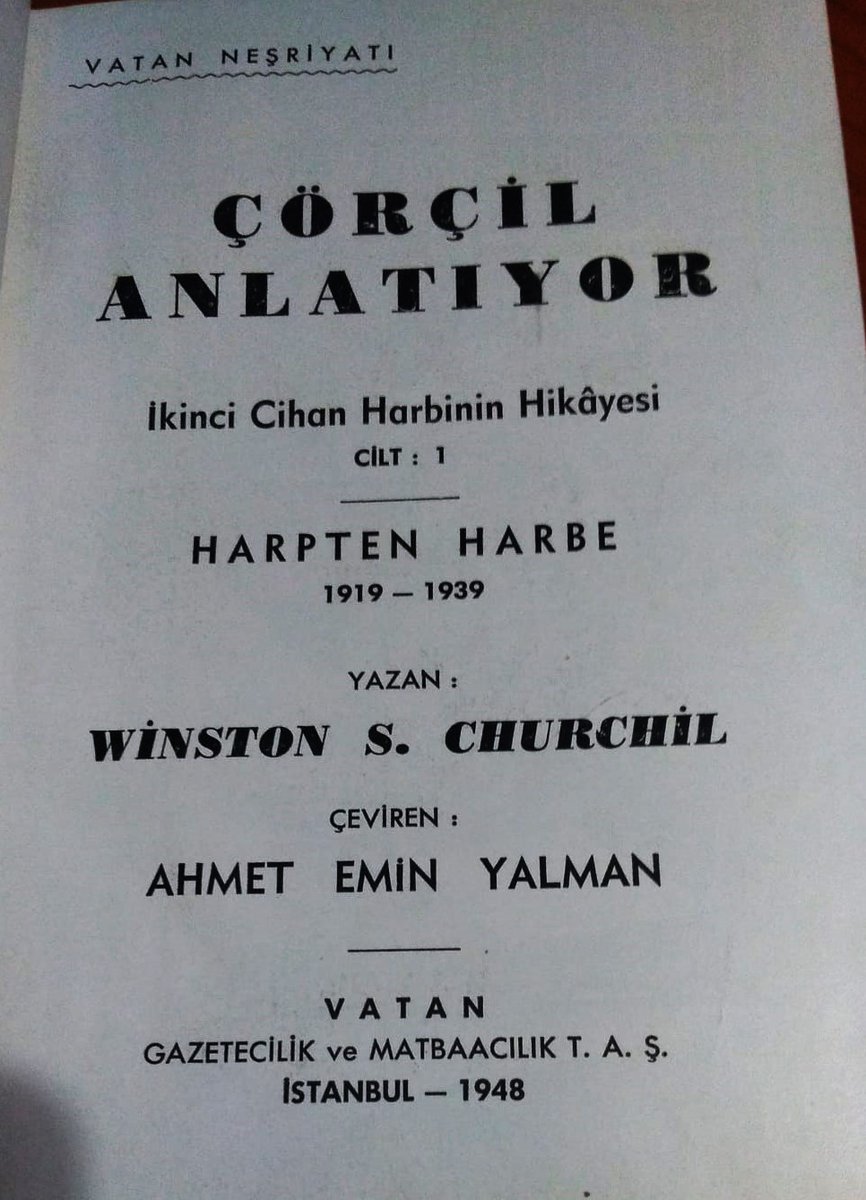 VATAN NEŞRİYATI
ÇÖRÇİL
ANLATIYOR
İkinci Cihan Harbinin Hikâyesi
CİLT : 1
HARPTEN HARBE
1919 — 1939
YAZAN :
WİNSTON S. CHURCHİL
ÇEVİREN :
AHMET EMİN YALMAN
VATAN
GAZETECİLİK ve MATBAACILIK T. A. Ş.
İSTANBUL — 1948